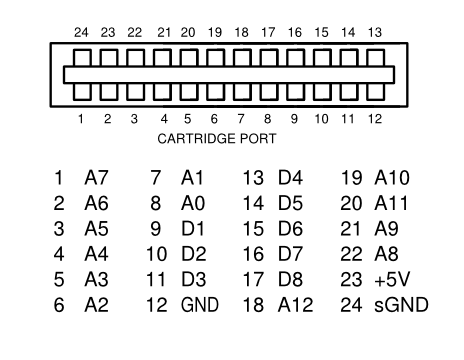 24 23 22 21 20 19 18 17 16 15 14 13
1 2 3 4 5 6 7 8 9 10 11 12
CARTRIDGE PORT
1 A7 7 A1 13 D4 19 A10
2 A6 8 A0 14 D5 20 A11
3 A5 9 D1 15 D6 21 A9
4 A4 10 D2 16 D7 22 A8
5 A3 11 D3 17 D8 23 +5V
6 A2 12 GND 18 A12 24 sGND